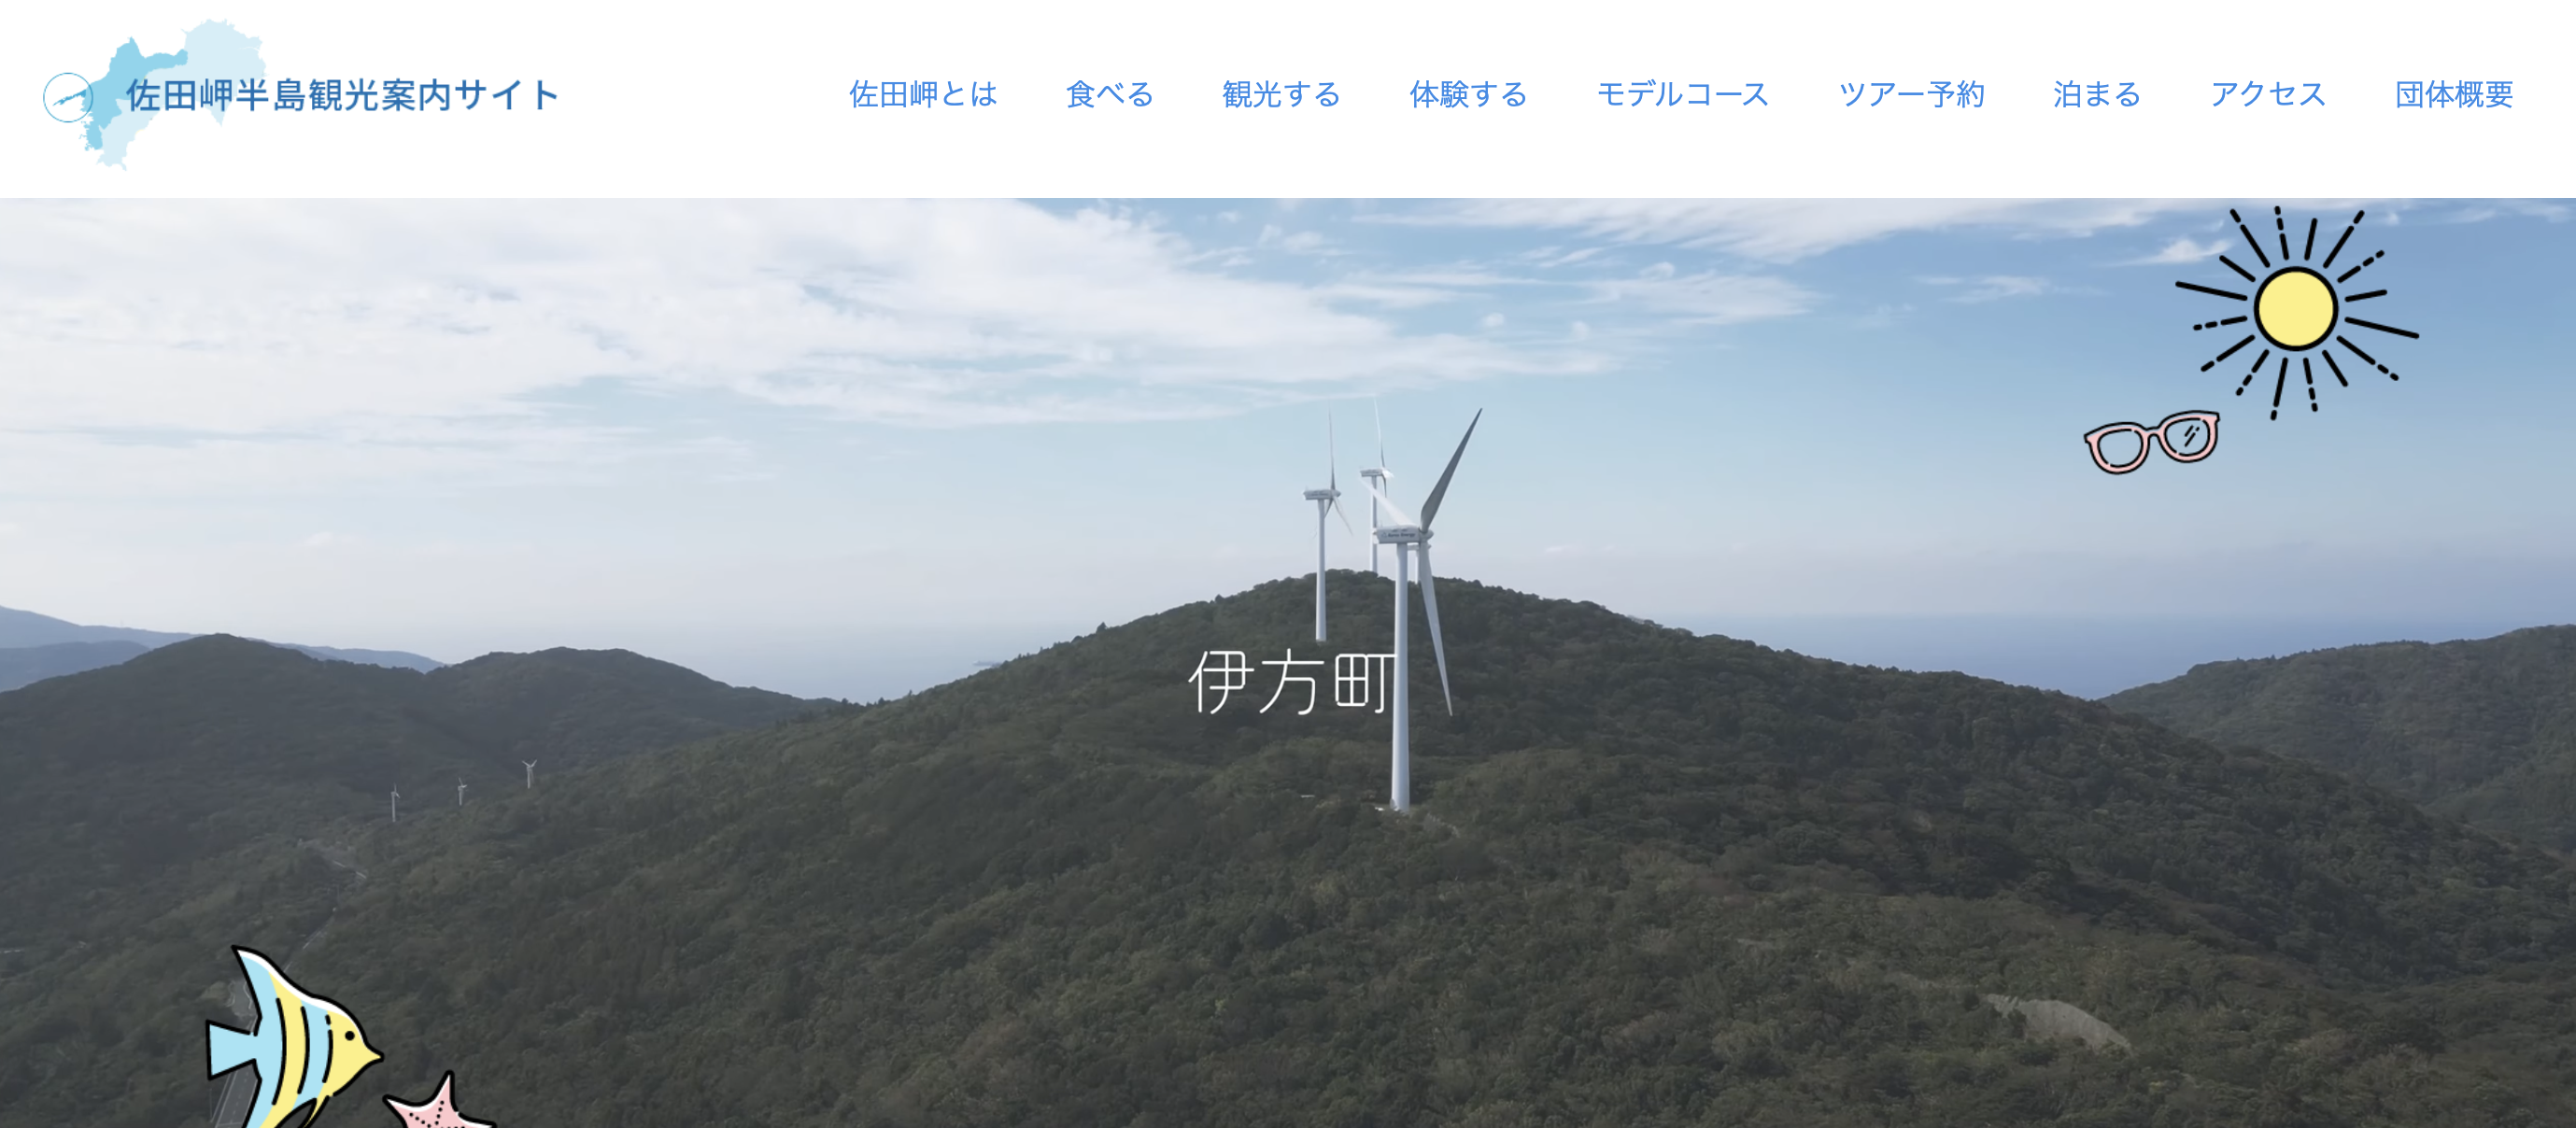 佐田岬半島観光案内サイト
佐田岬とは 食べる 観光する 体験する モデルコース ツアー予約 泊まる アクセス 団体概要
伊方町